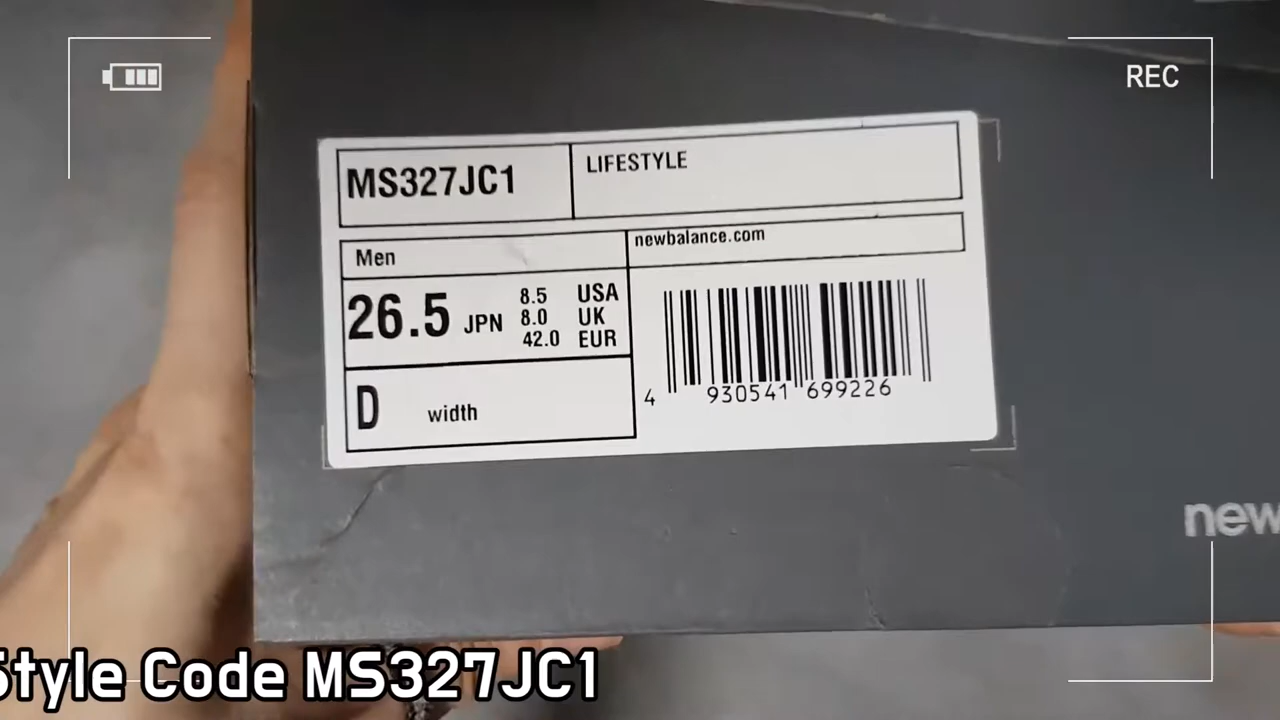 REC
MS327JC1
LIFESTYLE
Men
newbalance.com
26.5 JPN
8.5 USA
8.0 UK
42.0 EUR
D width
4 930541 699226
new
Style Code MS327JC1